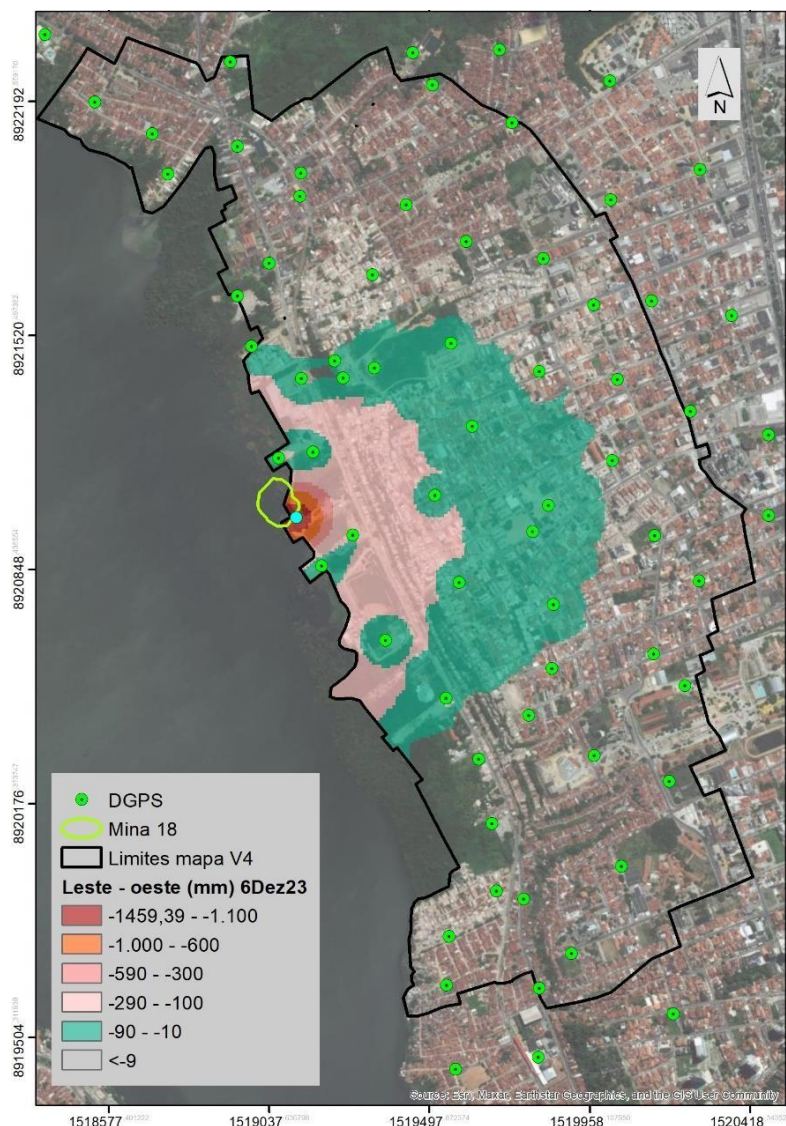 8922192
8921520
8920848
8920176
8919504
N
DGPS
Mina 18
Limites mapa V4
Leste - oeste (mm) 6Dez23
-1459,39 - -1.100
-1.000 - -600
-590 - -300
-290 - -100
-90 - -10
<-9
Source: Esri, Maxar, Earthstar Geographics, and the GIS User Community
1518577 1519037 1519497 1519958 1520418